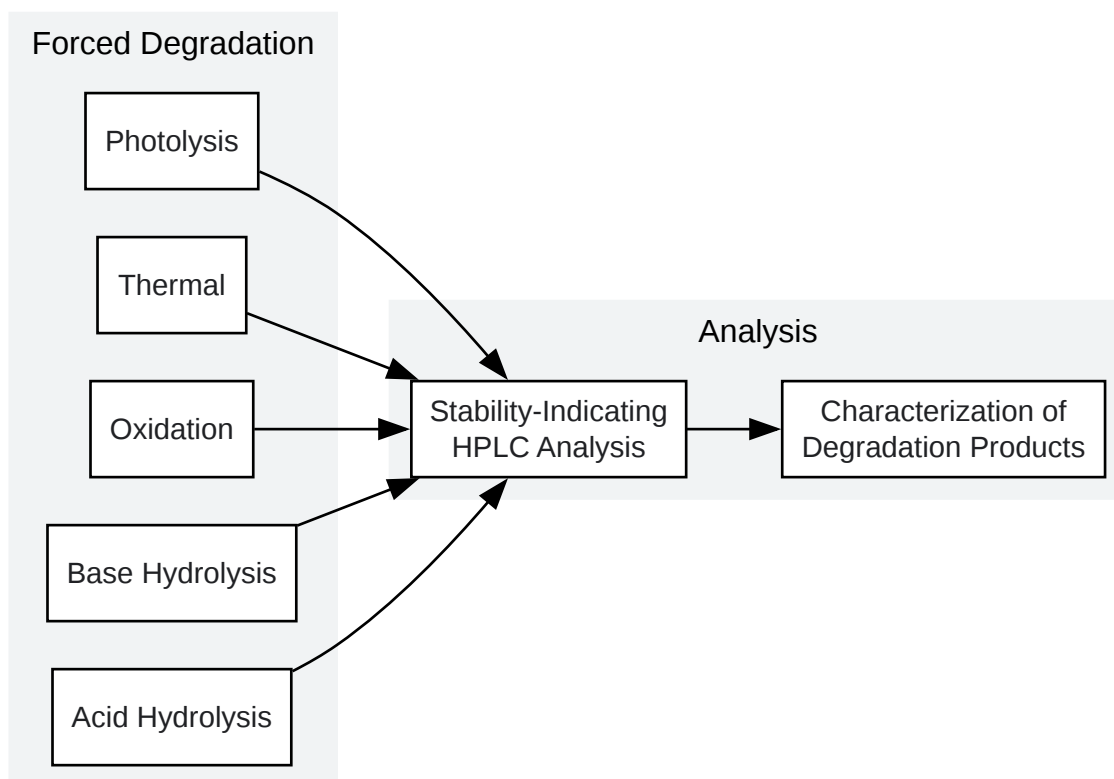 Forced Degradation
Photolysis
Thermal
Oxidation
Base Hydrolysis
Acid Hydrolysis
Analysis
Stability-Indicating
HPLC Analysis
Characterization of
Degradation Products